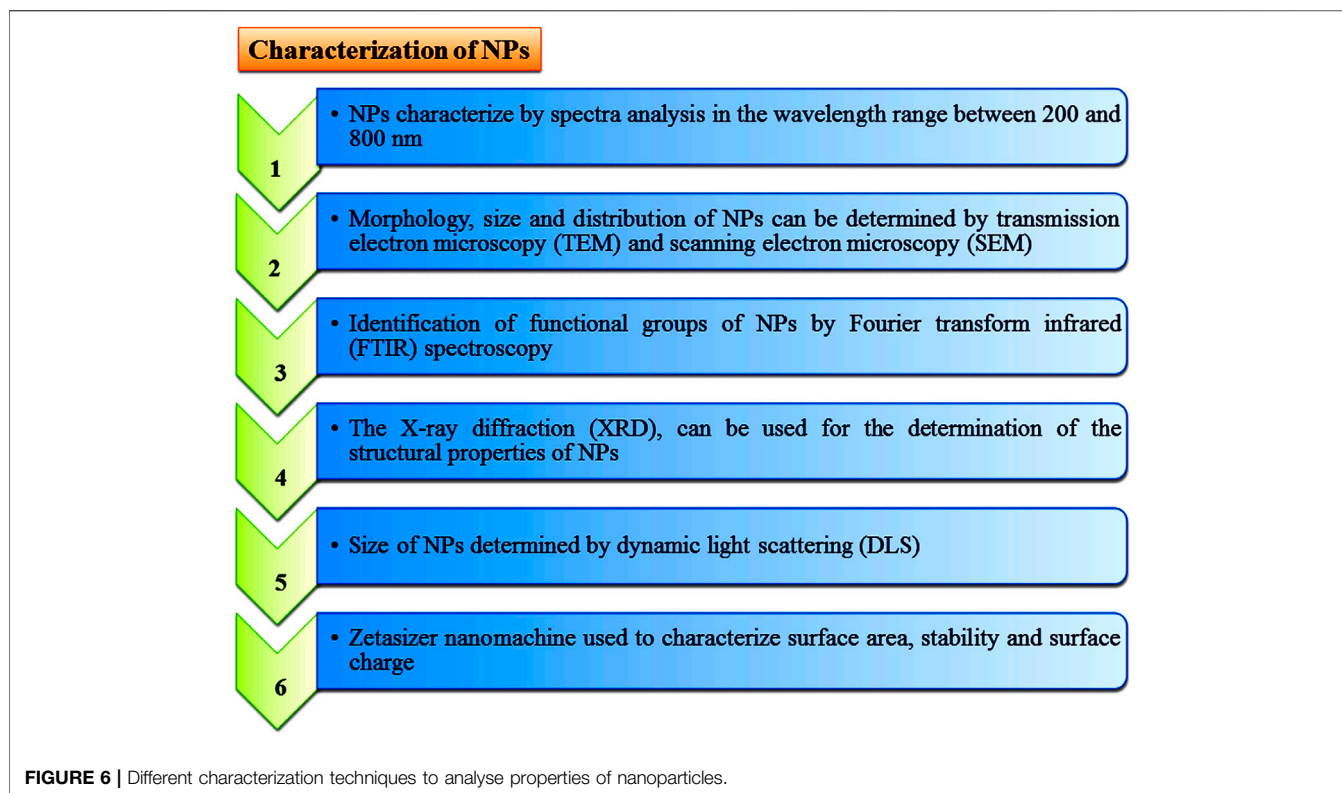 Characterization of NPs
• NPs characterize by spectra analysis in the wavelength range between 200 and
800 nm
1
• Morphology, size and distribution of NPs can be determined by transmission
electron microscopy (TEM) and scanning electron microscopy (SEM)
2
• Identification of functional groups of NPs by Fourier transform infrared
(FTIR) spectroscopy
3
• The X-ray diffraction (XRD), can be used for the determination of the
structural properties of NPs
4
• Size of NPs determined by dynamic light scattering (DLS)
5
• Zetasizer nanomachine used to characterize surface area, stability and surface
charge
6
FIGURE 6 | Different characterization techniques to analyse properties of nanoparticles.